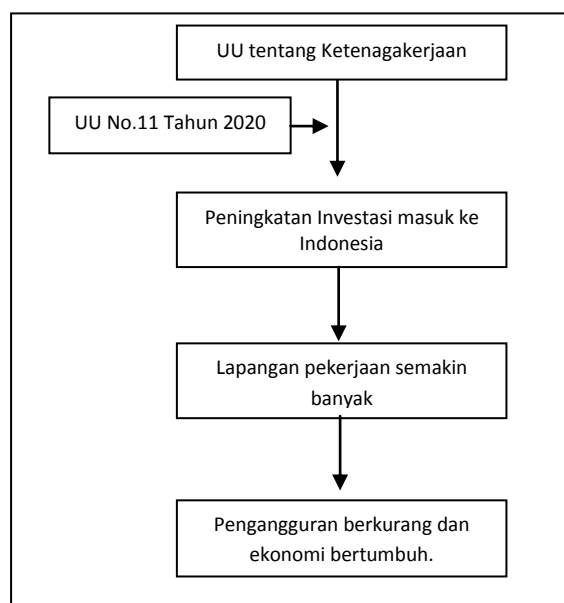 UU tentang Ketenagakerjaan
UU No.11 Tahun 2020
Peningkatan Investasi masuk ke
Indonesia
Lapangan pekerjaan semakin
banyak
Pengangguran berkurang dan
ekonomi bertumbuh.